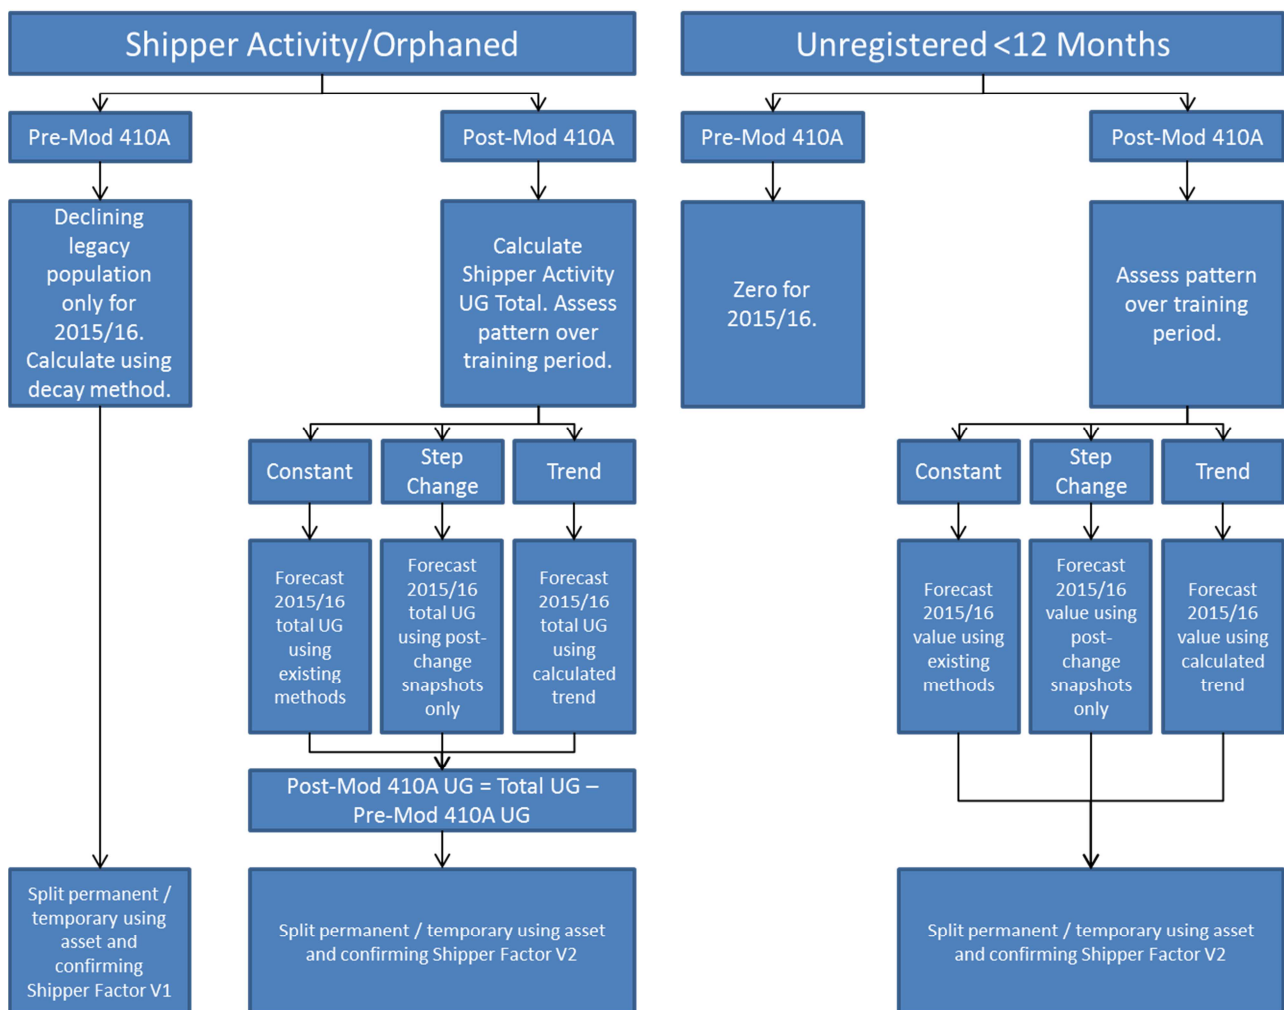 Shipper Activity/Orphaned
Unregistered <12 Months
Pre-Mod 410A
Post-Mod 410A
Pre-Mod 410A
Post-Mod 410A
Declining
legacy
population
only for
2015/16.
Calculate using
decay method.
Calculate
Shipper Activity
UG Total. Assess
pattern over
training period.
Zero for
2015/16.
Assess pattern
over training
period.
Constant
Step
Change
Trend
Constant
Step
Change
Trend
Forecast
2015/16
total UG
using
existing
methods
Forecast
2015/16
total UG
using post-
change
snapshots
only
Forecast
2015/16
total UG
using
calculated
trend
Forecast
2015/16
value using
existing
methods
Forecast
2015/16
value using
post-
change
snapshots
only
Forecast
2015/16
value using
calculated
trend
Post-Mod 410A UG = Total UG –
Pre-Mod 410A UG
Split permanent /
temporary using
asset and
confirming
Shipper Factor V1
Split permanent / temporary using asset
and confirming Shipper Factor V2
Split permanent / temporary using asset
and confirming Shipper Factor V2